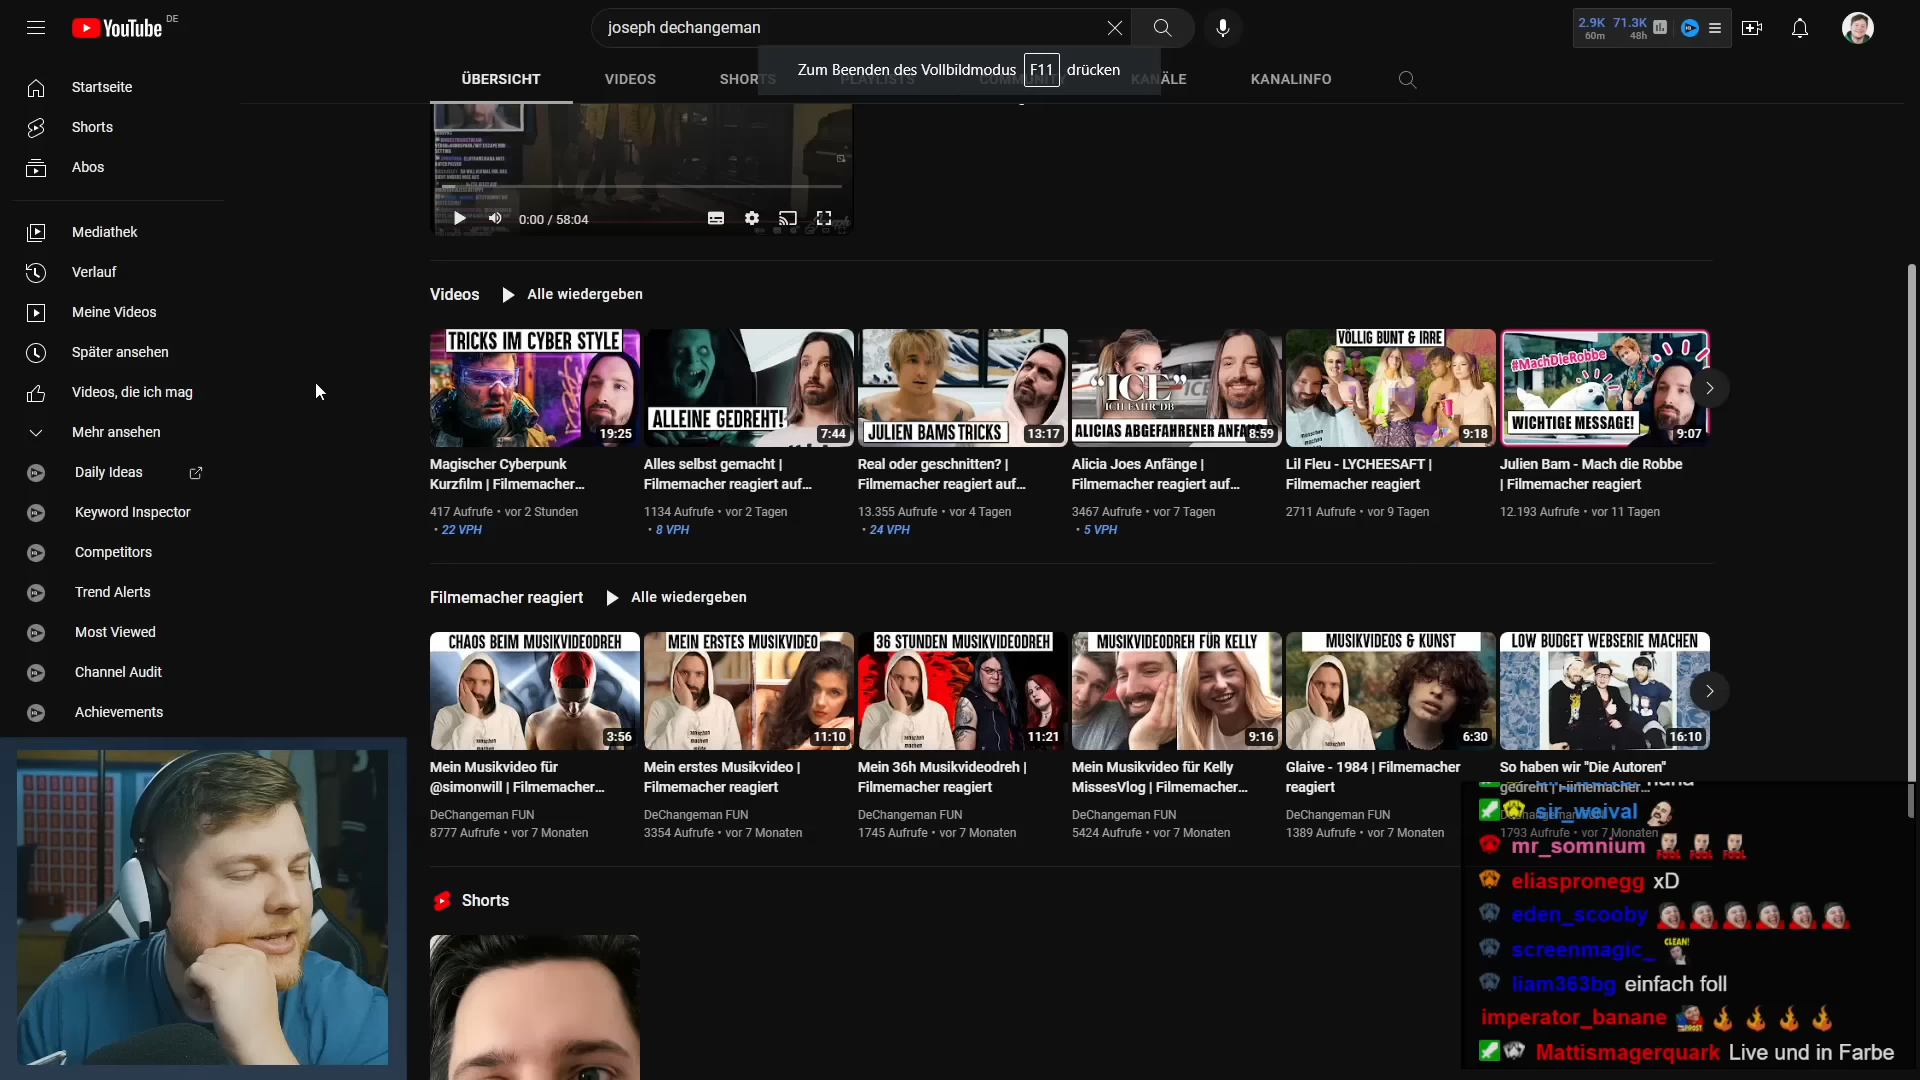 YouTube DE
joseph dechangeman
2.9K 71.3K
60m 48h
Zum Beenden des Vollbildmodus F11 drücken
ÜBERSICHT VIDEOS SHORTS PLAYLISTS COMMUNITY KANÄLE KANALINFO
Startseite
Shorts
Abos
Mediathek
Verlauf
Meine Videos
Später ansehen
Videos, die ich mag
Mehr ansehen
Daily Ideas
Keyword Inspector
Competitors
Trend Alerts
Most Viewed
Channel Audit
Achievements
0:00 / 58:04
Videos Alle wiedergeben
TRICKS IM CYBER STYLE
19:25
Magischer Cyberpunk
Kurzfilm | Filmemacher...
417 Aufrufe • vor 2 Stunden
• 22 VPH
ALLEINE GEDREHT!
7:44
Alles selbst gemacht |
Filmemacher reagiert auf...
1134 Aufrufe • vor 2 Tagen
• 8 VPH
JULIEN BAMS TRICKS
13:17
Real oder geschnitten? |
Filmemacher reagiert auf...
13.355 Aufrufe • vor 4 Tagen
• 24 VPH
"ICE"
ICH FAHR DB
ALICIAS ABGEFAHRENER ANFANG
8:59
Alicia Joes Anfänge |
Filmemacher reagiert auf...
3467 Aufrufe • vor 7 Tagen
• 5 VPH
VÖLLIG BUNT & IRRE
9:18
Lil Fleu - LYCHEESAFT |
Filmemacher reagiert
2711 Aufrufe • vor 9 Tagen
#MachDieRobbe
WICHTIGE MESSAGE!
9:07
Julien Bam - Mach die Robbe
| Filmemacher reagiert
12.193 Aufrufe • vor 11 Tagen
Filmemacher reagiert Alle wiedergeben
CHAOS BEIM MUSIKVIDEODREH
3:56
Mein Musikvideo für
@simonwill | Filmemacher...
DeChangeman FUN
8777 Aufrufe • vor 7 Monaten
MEIN ERSTES MUSIKVIDEO
11:10
Mein erstes Musikvideo |
Filmemacher reagiert
DeChangeman FUN
3354 Aufrufe • vor 7 Monaten
36 STUNDEN MUSIKVIDEODREH
11:21
Mein 36h Musikvideodreh |
Filmemacher reagiert
DeChangeman FUN
1745 Aufrufe • vor 7 Monaten
MUSIKVIDEODREH FÜR KELLY
9:16
Mein Musikvideo für Kelly
MissesVlog | Filmemacher...
DeChangeman FUN
5424 Aufrufe • vor 7 Monaten
MUSIKVIDEOS & KUNST
6:30
Glaive - 1984 | Filmemacher
reagiert
DeChangeman FUN
1389 Aufrufe • vor 7 Monaten
LOW BUDGET WEBSERIE MACHEN
16:10
So haben wir "Die Autoren"
gedreht | Filmemacher...
DeChangeman FUN
1793 Aufrufe • vor 7 Monaten
Shorts
sir_weival
mr_somnium
eliaspronegg xD
eden_scooby
screenmagic_ CLEAN!
liam363bg einfach foll
imperator_banane PROST
Mattismagerquark Live und in Farbe